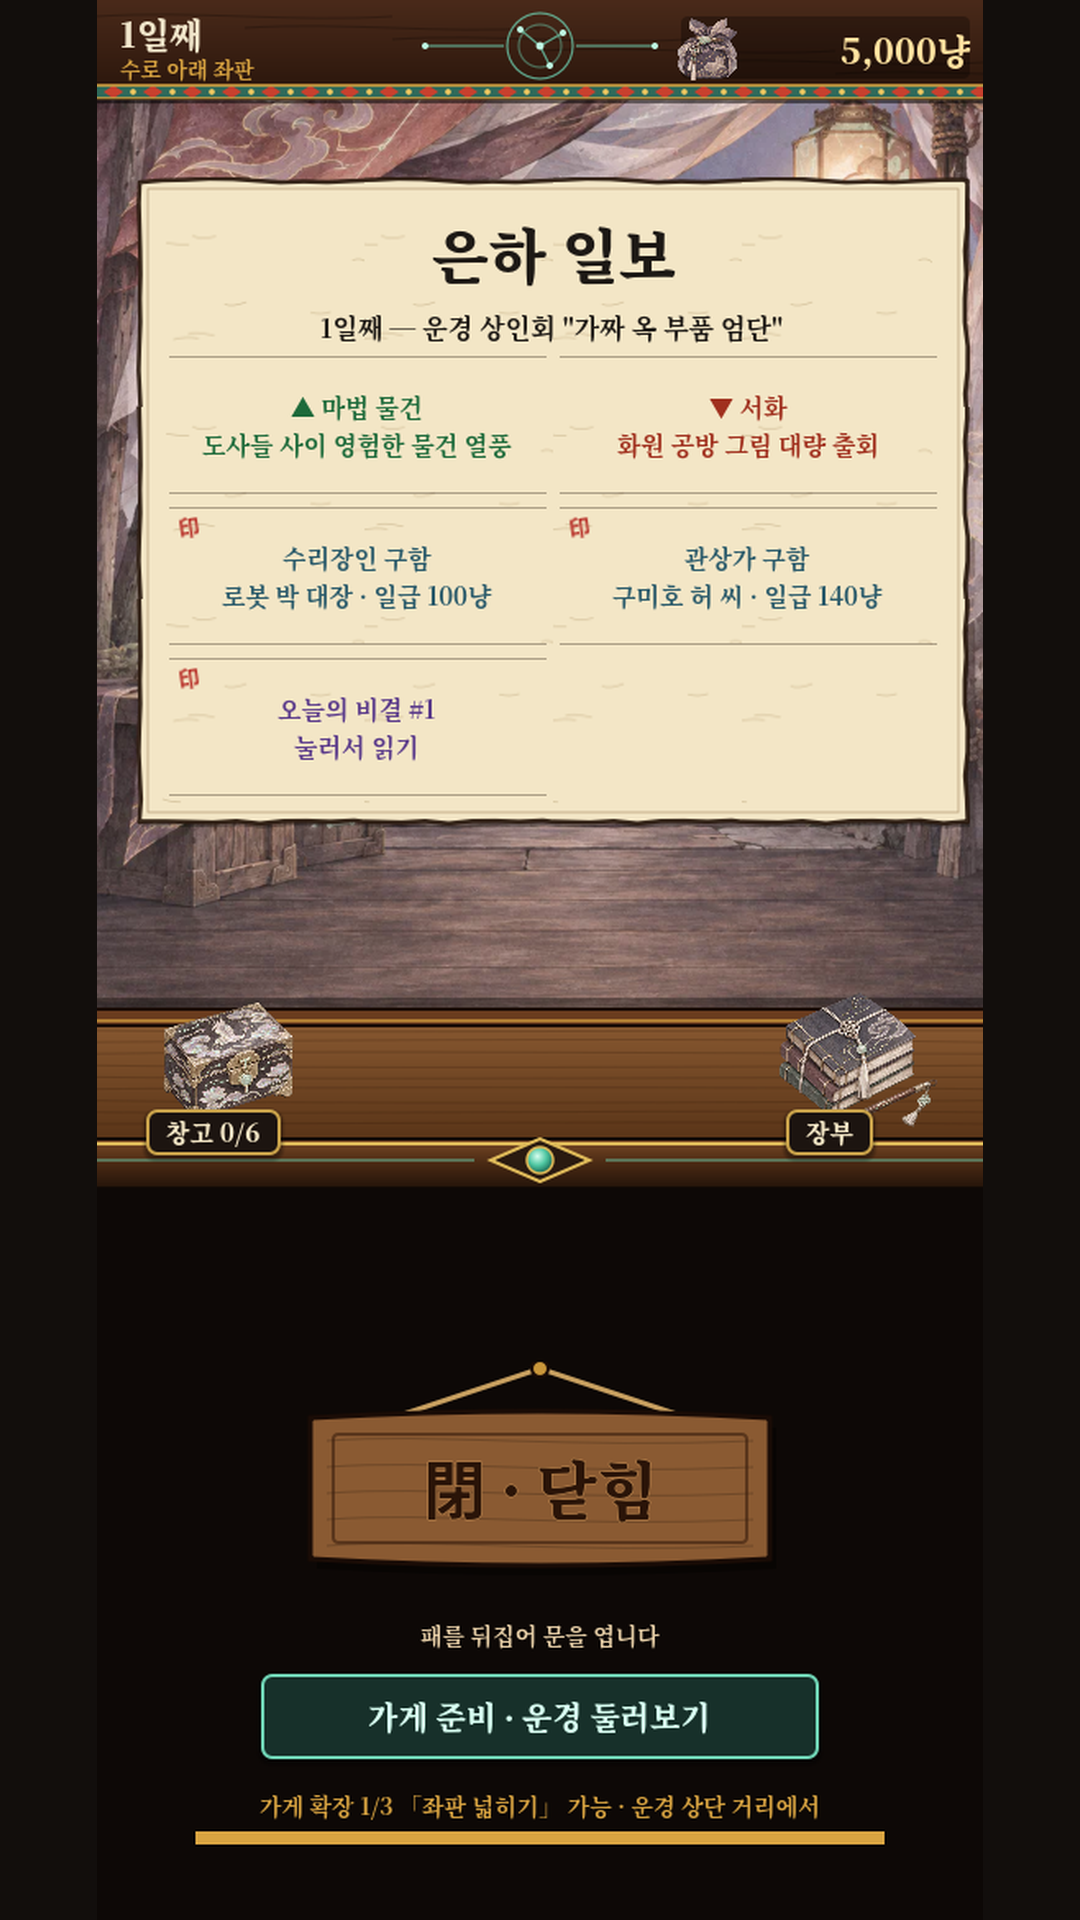 1일째
수로 아래 좌판
5,000냥
은하 일보
1일째 — 운경 상인회 "가짜 옥 부품 엄단"
▲ 마법 물건
도사들 사이 영험한 물건 열풍
▼ 서화
화원 공방 그림 대량 출회
印
수리장인 구함
로봇 박 대장 · 일급 100냥
印
관상가 구함
구미호 허 씨 · 일급 140냥
印
오늘의 비결 #1
눌러서 읽기
창고 0/6
장부
閉 · 닫힘
패를 뒤집어 문을 엽니다
가게 준비 · 운경 둘러보기
가게 확장 1/3 「좌판 넓히기」 가능 · 운경 상단 거리에서